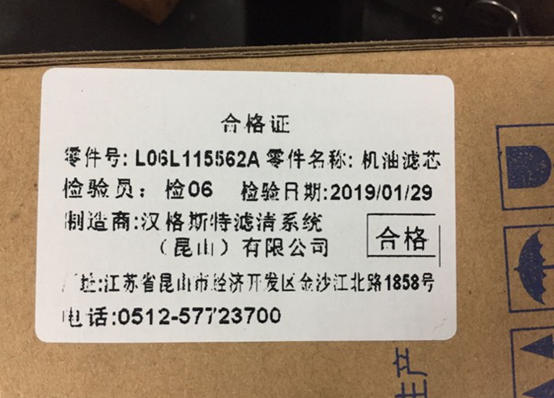 合格证
零件号: L06L115562A 零件名称: 机油滤芯
检验员: 检06 检验日期:2019/01/29
制造商:汉格斯特滤清系统
(昆山)有限公司
合格
地址:江苏省昆山市经济开发区金沙江北路1858号
电话:0512-57723700
生产